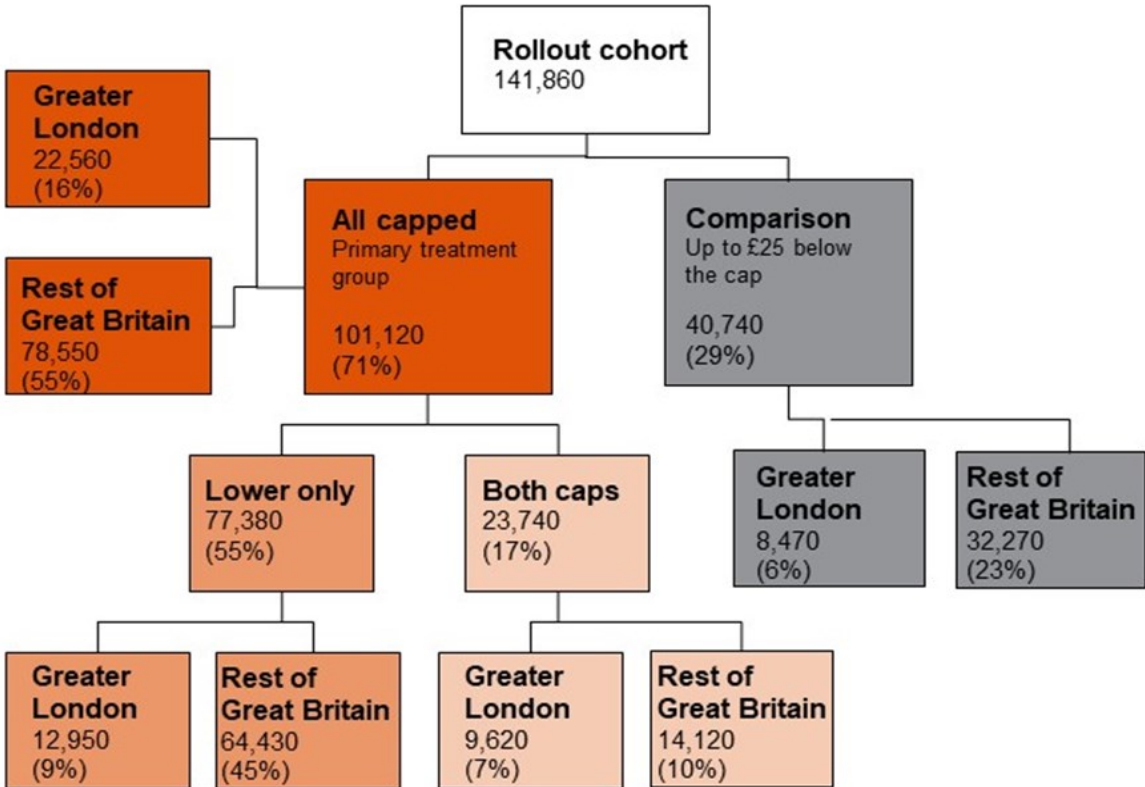 Rollout cohort
141,860
Greater
London
22,560
(16%)
Rest of
Great Britain
78,550
(55%)
All capped
Primary treatment
group
101,120
(71%)
Comparison
Up to £25 below
the cap
40,740
(29%)
Lower only
77,380
(55%)
Both caps
23,740
(17%)
Greater
London
8,470
(6%)
Rest of
Great Britain
32,270
(23%)
Greater
London
12,950
(9%)
Rest of
Great Britain
64,430
(45%)
Greater
London
9,620
(7%)
Rest of
Great Britain
14,120
(10%)